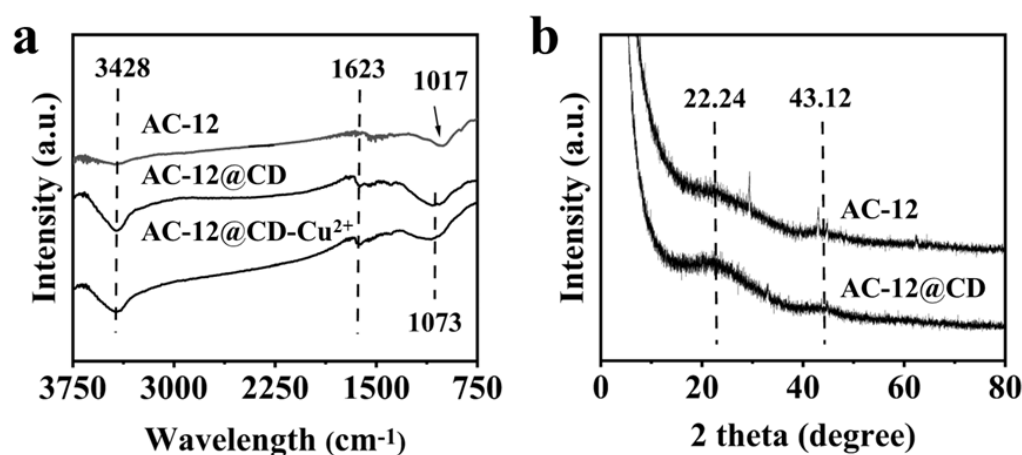 a
3428
1623
1017
AC-12
AC-12@CD
AC-12@CD-Cu²⁺
1073
Intensity (a.u.)
3750 3000 2250 1500 750
Wavelength (cm⁻¹)
b
22.24
43.12
AC-12
AC-12@CD
Intensity (a.u.)
0 20 40 60 80
2 theta (degree)